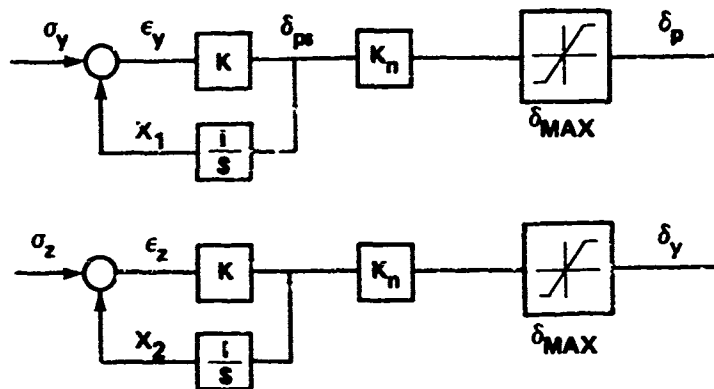 σy εy K δps Kn δp
X1 i/s δMAX
σz εz K Kn δy
X2 i/s δMAX